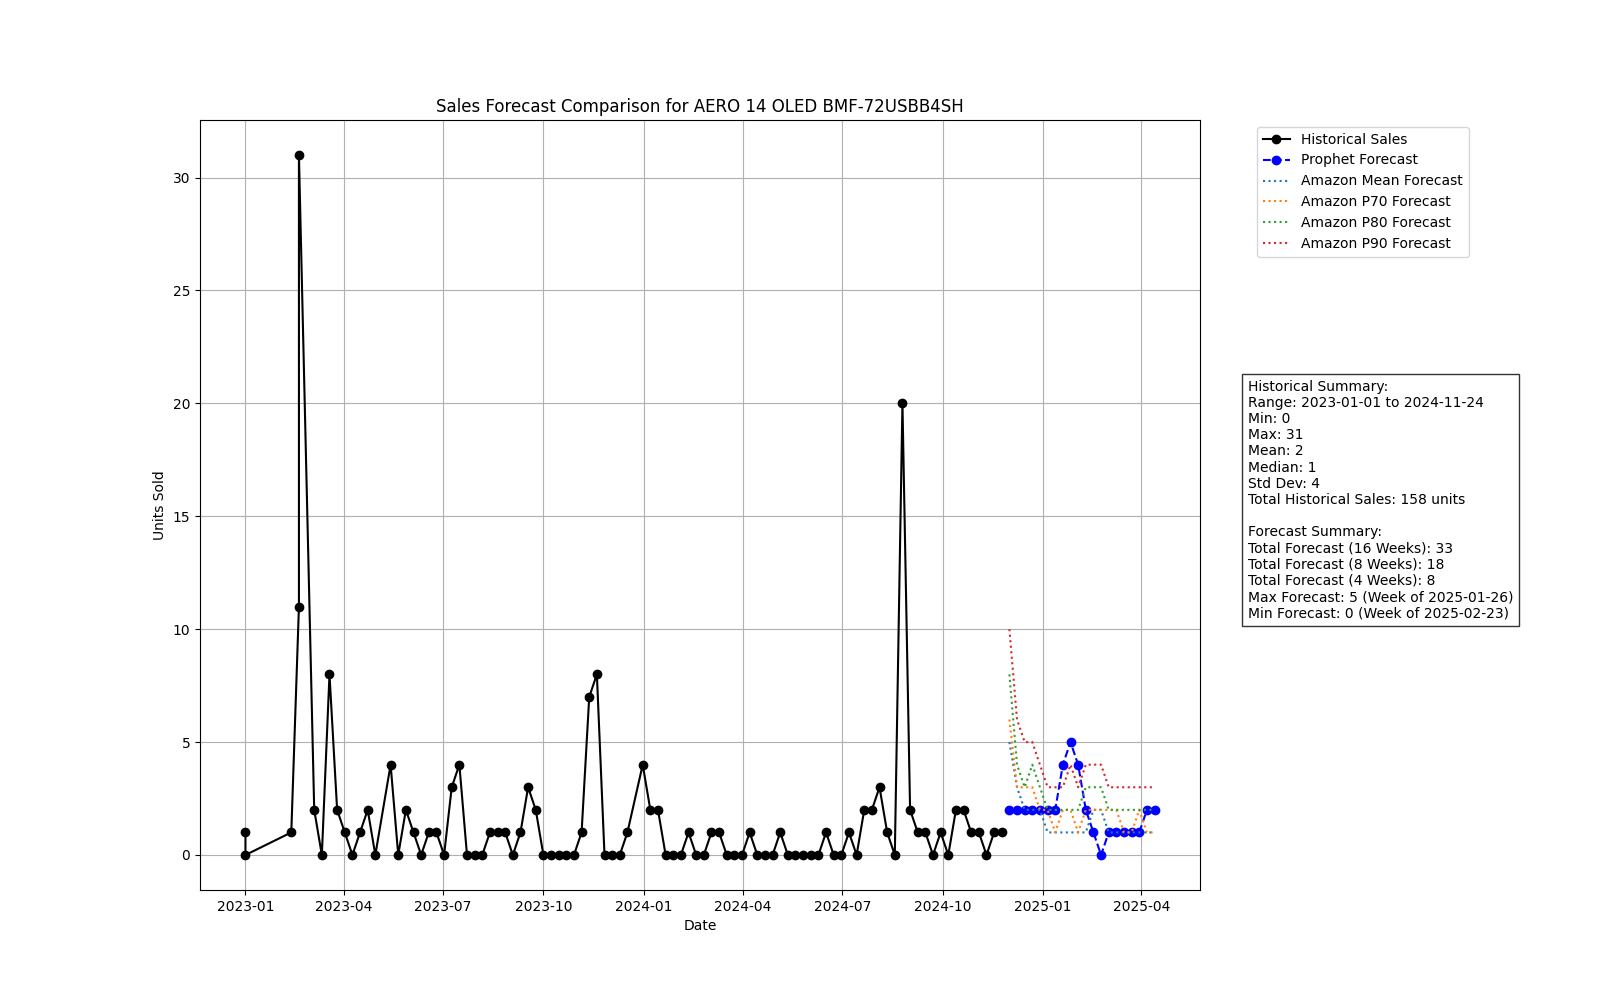 Sales Forecast Comparison for AERO 14 OLED BMF-72USBB4SH
Units Sold
30
25
20
15
10
5
0
2023-01
2023-04
2023-07
2023-10
2024-01
2024-04
2024-07
2024-10
2025-01
2025-04
Date
Historical Sales
Prophet Forecast
Amazon Mean Forecast
Amazon P70 Forecast
Amazon P80 Forecast
Amazon P90 Forecast
Historical Summary:
Range: 2023-01-01 to 2024-11-24
Min: 0
Max: 31
Mean: 2
Median: 1
Std Dev: 4
Total Historical Sales: 158 units
Forecast Summary:
Total Forecast (16 Weeks): 33
Total Forecast (8 Weeks): 18
Total Forecast (4 Weeks): 8
Max Forecast: 5 (Week of 2025-01-26)
Min Forecast: 0 (Week of 2025-02-23)